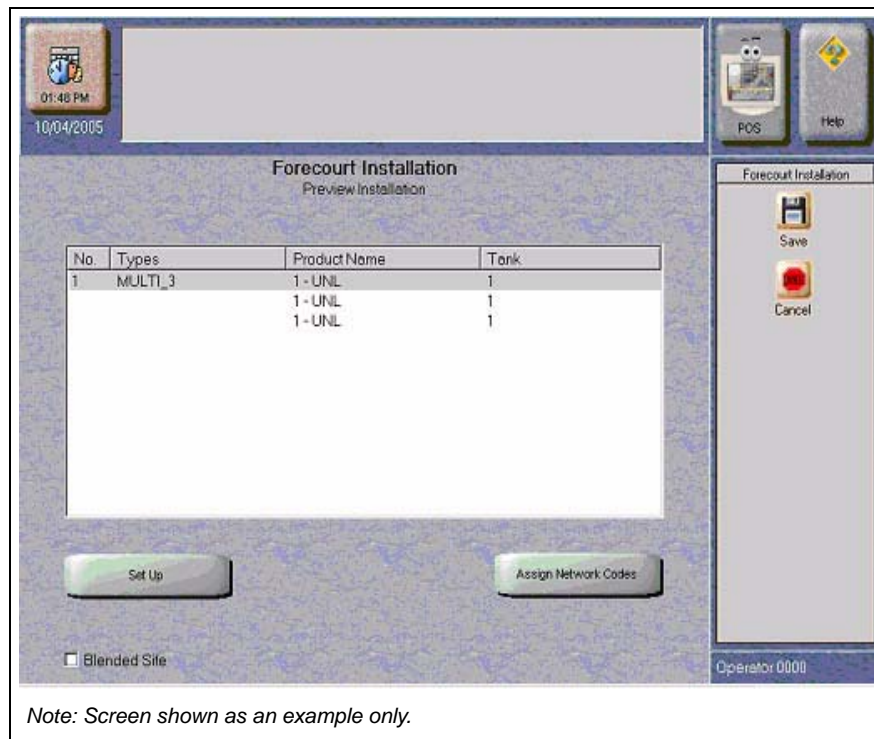 01:48 PM
10/04/2005
POS
Help
Forecourt Installation
Preview Installation
No. Types Product Name Tank
1 MULTI_3 1 - UNL 1
1 - UNL 1
1 - UNL 1
Set Up
Assign Network Codes
Blended Site
Forecourt Installation
Save
Cancel
Operator 0000
Note: Screen shown as an example only.